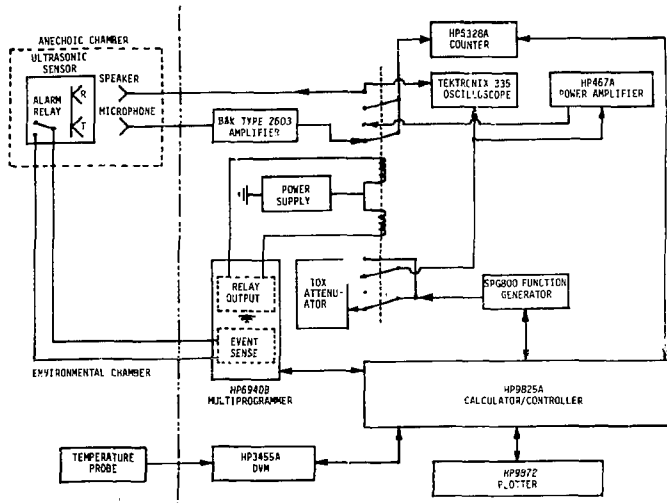 ANECHOIC CHAMBER
ULTRASONIC
SENSOR
SPEAKER
ALARM
RELAY
R
T
MICROPHONE
B&K TYPE 2603
AMPLIFIER
HP5328A
COUNTER
TEKTRONIX 335
OSCILLOSCOPE
HP467A
POWER AMPLIFIER
POWER
SUPPLY
RELAY
OUTPUT
EVENT
SENSE
10X
ATTENU-
ATOR
SPG800 FUNCTION
GENERATOR
ENVIRONMENTAL CHAMBER
HP6940B
MULTIPROGRAMMER
HP9825A
CALCULATOR/CONTROLLER
TEMPERATURE
PROBE
HP3455A
DVM
HP9872
PLOTTER